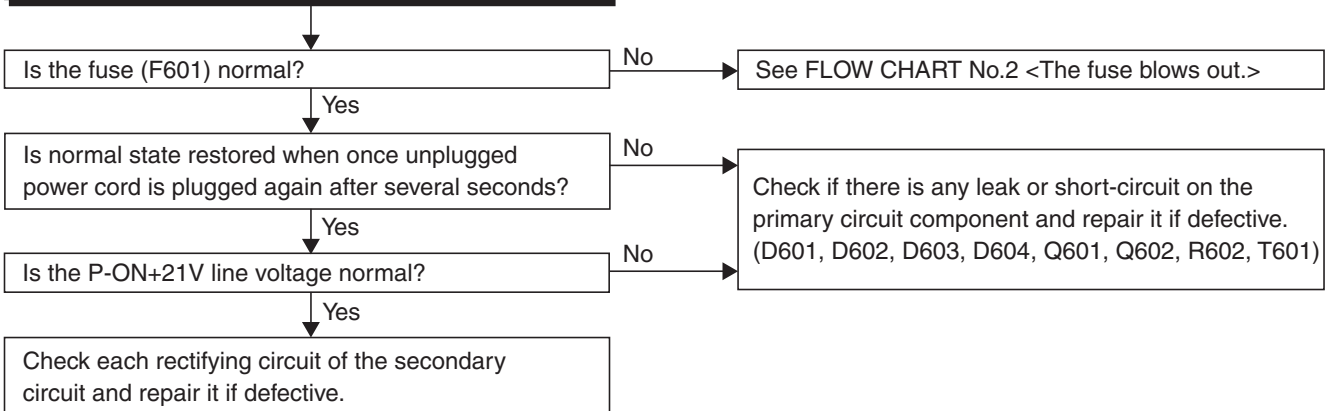 Is the fuse (F601) normal?
No
See FLOW CHART No.2 <The fuse blows out.>
Yes
Is normal state restored when once unplugged
power cord is plugged again after several seconds?
No
Check if there is any leak or short-circuit on the
primary circuit component and repair it if defective.
(D601, D602, D603, D604, Q601, Q602, R602, T601)
Yes
Is the P-ON+21V line voltage normal?
No
Yes
Check each rectifying circuit of the secondary
circuit and repair it if defective.